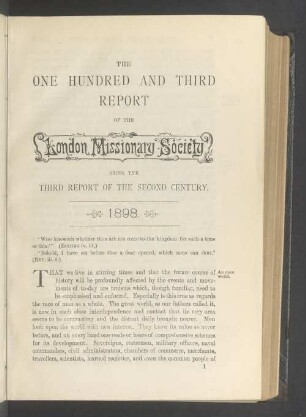 THE
ONE HUNDRED AND THIRD
REPORT
OF THE
London Missionary Society
BEING THE
THIRD REPORT OF THE SECOND CENTURY.
1898.
"Who knoweth whether thou art not come to the kingdom for such a time
as this?" (ESTHER iv. 14.)
"Behold, I have set before thee a door opened, which none can shut."
(REV. iii. 8.)
THAT we live in stirring times and that the future course of
An open world.
history will be profoundly affected by the events and move-
ments of to-day are truisms which, though familiar, need to
be emphasised and enforced. Especially is this true as regards
the race of man as a whole. The great world, as our fathers called it,
is now in such close interdependence and contact that its very area
seems to be contracting and the distant daily brought nearer. Men
look upon the world with new interest. They know its value as never
before, and on every hand one reads or hears of comprehensive schemes
for its development. Sovereigns, statesmen, military officers, naval
commanders, civil administrators, chambers of commerce, merchants,
travellers, scientists, learned societies, and even the common people of
1